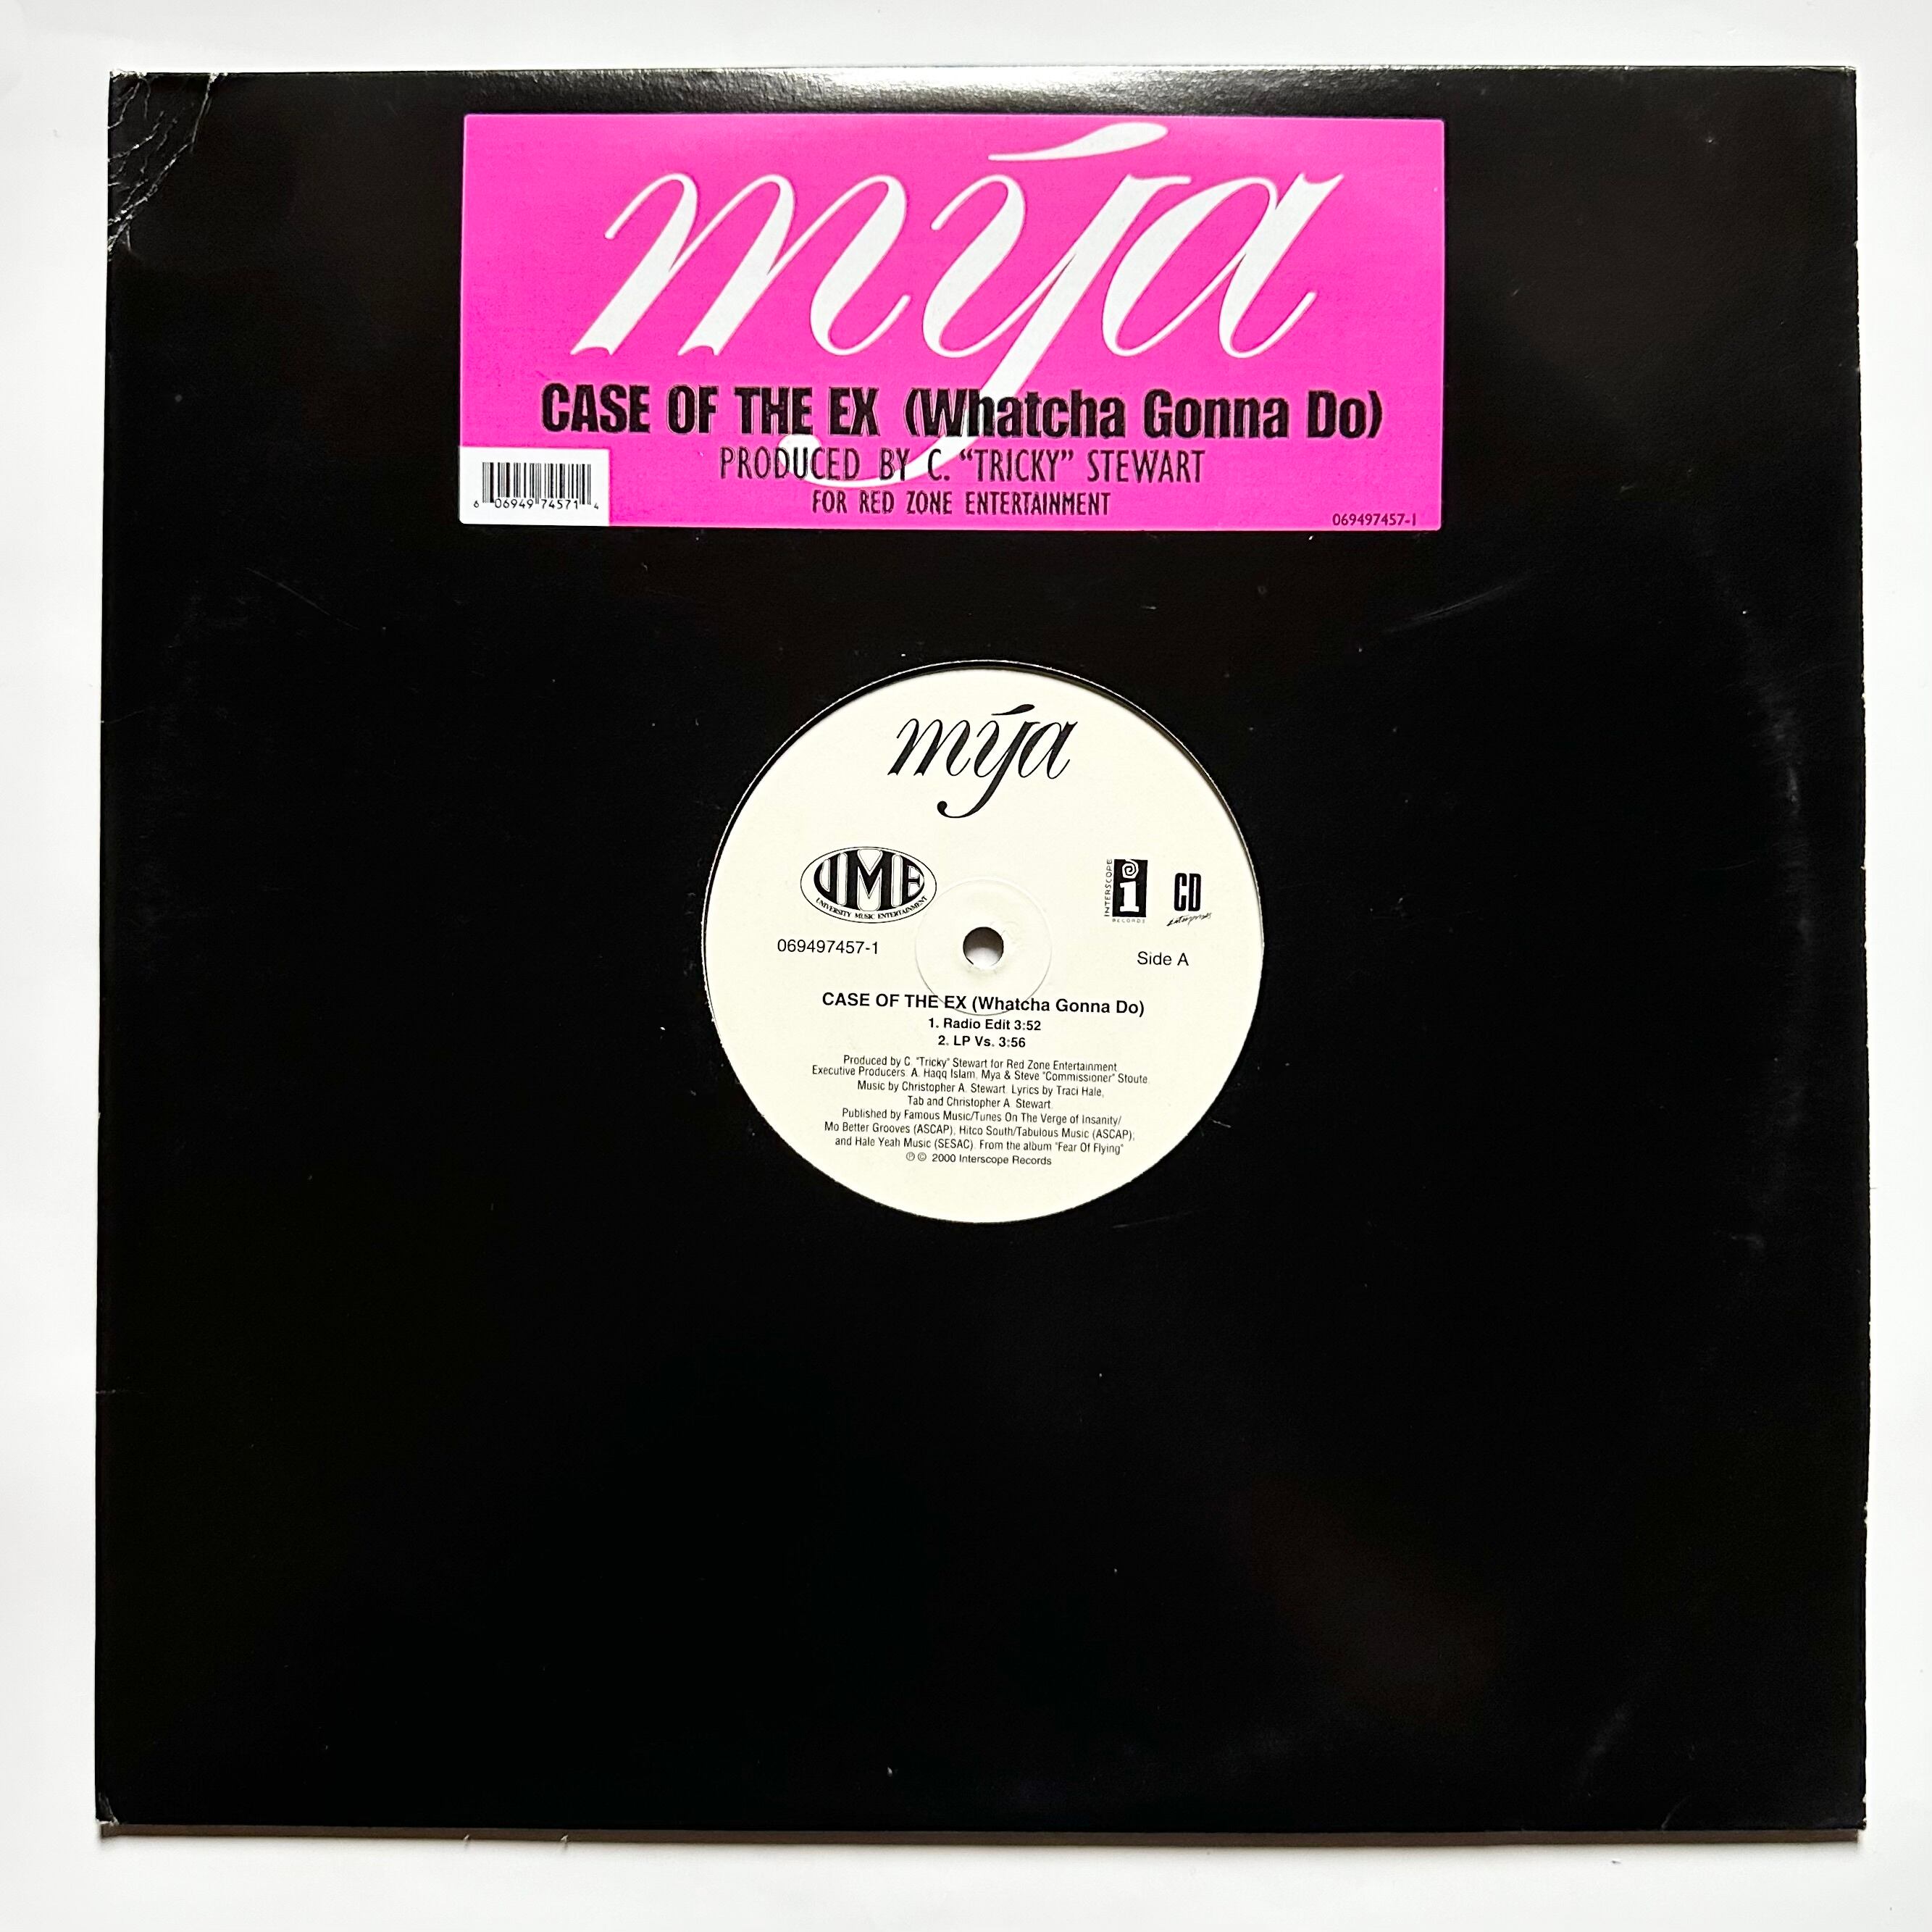 mýa
CASE OF THE EX (Whatcha Gonna Do)
PRODUCED BY C. “TRICKY” STEWART
FOR RED ZONE ENTERTAINMENT
6 06949 74571 4
069497457-1
mýa
UME
UNIVERSITY MUSIC ENTERTAINMENT
INTERSCOPE
i
RECORDS
CD
Enterprises
069497457-1
Side A
CASE OF THE EX (Whatcha Gonna Do)
1. Radio Edit 3:52
2. LP Vs. 3:56
Produced by C. "Tricky" Stewart for Red Zone Entertainment
Executive Producers: A. Haqq Islam, Mya & Steve "Commissioner" Stoute.
Music by Christopher A. Stewart. Lyrics by Traci Hale,
Tab and Christopher A. Stewart.
Published by Famous Music/Tunes On The Verge of Insanity/
Mo Better Grooves (ASCAP), Hitco South/Tabulous Music (ASCAP);
and Hale Yeah Music (SESAC). From the album "Fear Of Flying"
℗ © 2000 Interscope Records